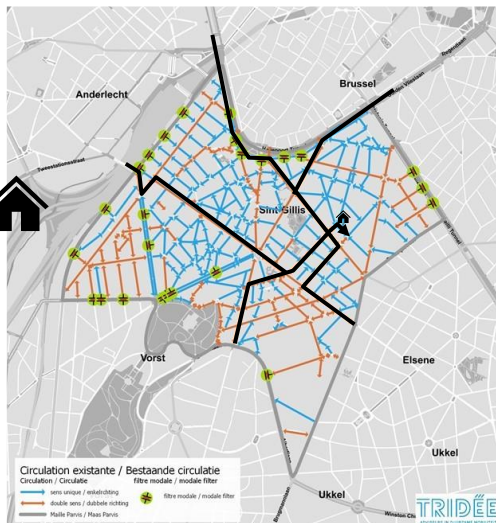 Anderlecht
Brussel
Tweestationsstraat
Sint-Gillis
Vorst
Elsene
Ukkel
Ukkel
Circulation existante / Bestaande circulatie
Circulation / Circulatie
filtre modale / modale filter
sens unique / enkelrichting
filtre modale / modale filter
double sens / dubbele richting
Maille Parvis / Maas Parvis
TRIDÉE